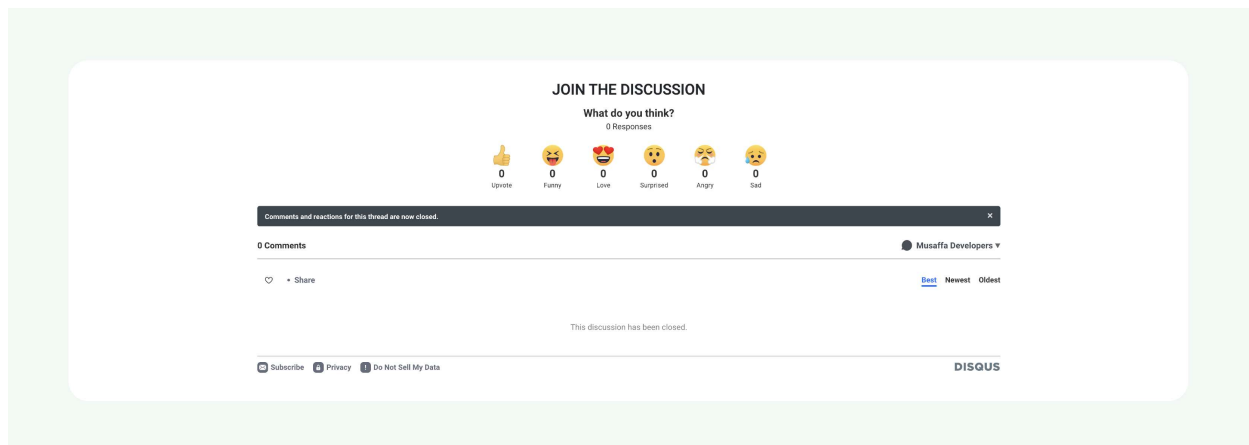 JOIN THE DISCUSSION
What do you think?
0 Responses
0 0 0 0 0 0
Upvote Funny Love Surprised Angry Sad
Comments and reactions for this thread are now closed. ×
0 Comments Musaffa Developers ▾
• Share Best Newest Oldest
This discussion has been closed.
Subscribe Privacy ! Do Not Sell My Data DISQUS